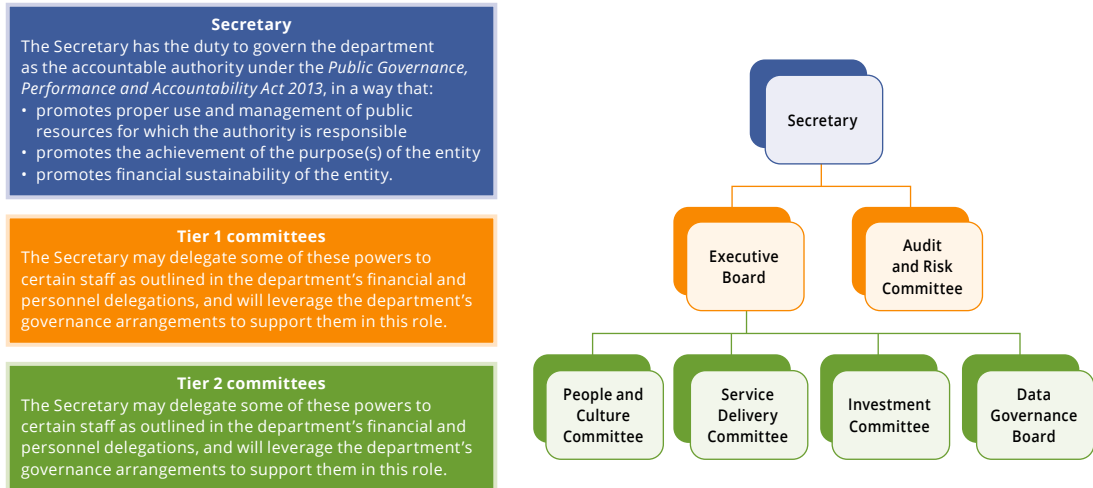 Secretary
The Secretary has the duty to govern the department
as the accountable authority under the Public Governance,
Performance and Accountability Act 2013, in a way that:
• promotes proper use and management of public
resources for which the authority is responsible
• promotes the achievement of the purpose(s) of the entity
• promotes financial sustainability of the entity.
Tier 1 committees
The Secretary may delegate some of these powers to
certain staff as outlined in the department’s financial and
personnel delegations, and will leverage the department’s
governance arrangements to support them in this role.
Tier 2 committees
The Secretary may delegate some of these powers to
certain staff as outlined in the department’s financial and
personnel delegations, and will leverage the department’s
governance arrangements to support them in this role.
Secretary
Executive
Board
Audit
and Risk
Committee
People and
Culture
Committee
Service
Delivery
Committee
Investment
Committee
Data
Governance
Board